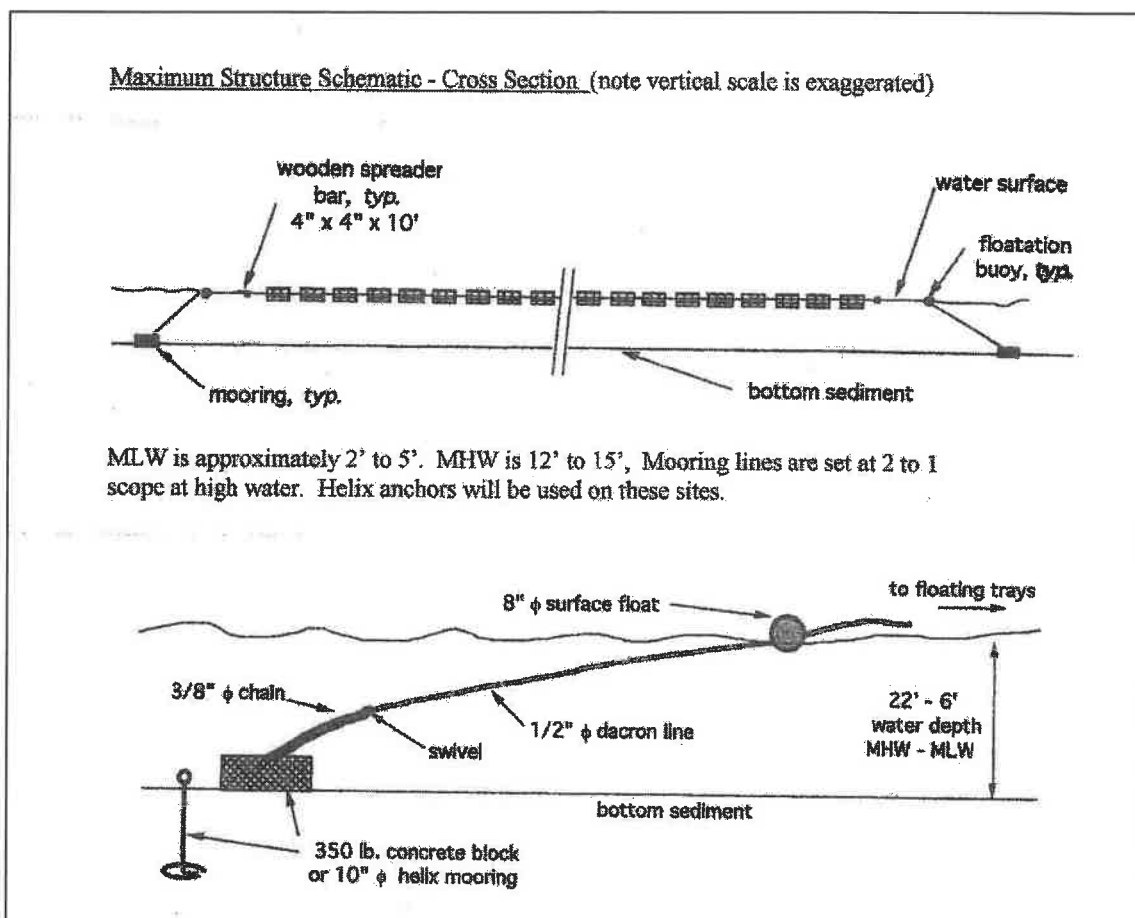 Maximum Structure Schematic - Cross Section (note vertical scale is exaggerated)
wooden spreader
bar, typ.
4" x 4" x 10'
water surface
floatation
buoy, typ.
mooring, typ.
bottom sediment
MLW is approximately 2' to 5'. MHW is 12' to 15', Mooring lines are set at 2 to 1
scope at high water. Helix anchors will be used on these sites.
8" ϕ surface float
to floating trays
3/8" ϕ chain
swivel
1/2" ϕ dacron line
22' - 6'
water depth
MHW - MLW
bottom sediment
350 lb. concrete block
or 10" ϕ helix mooring